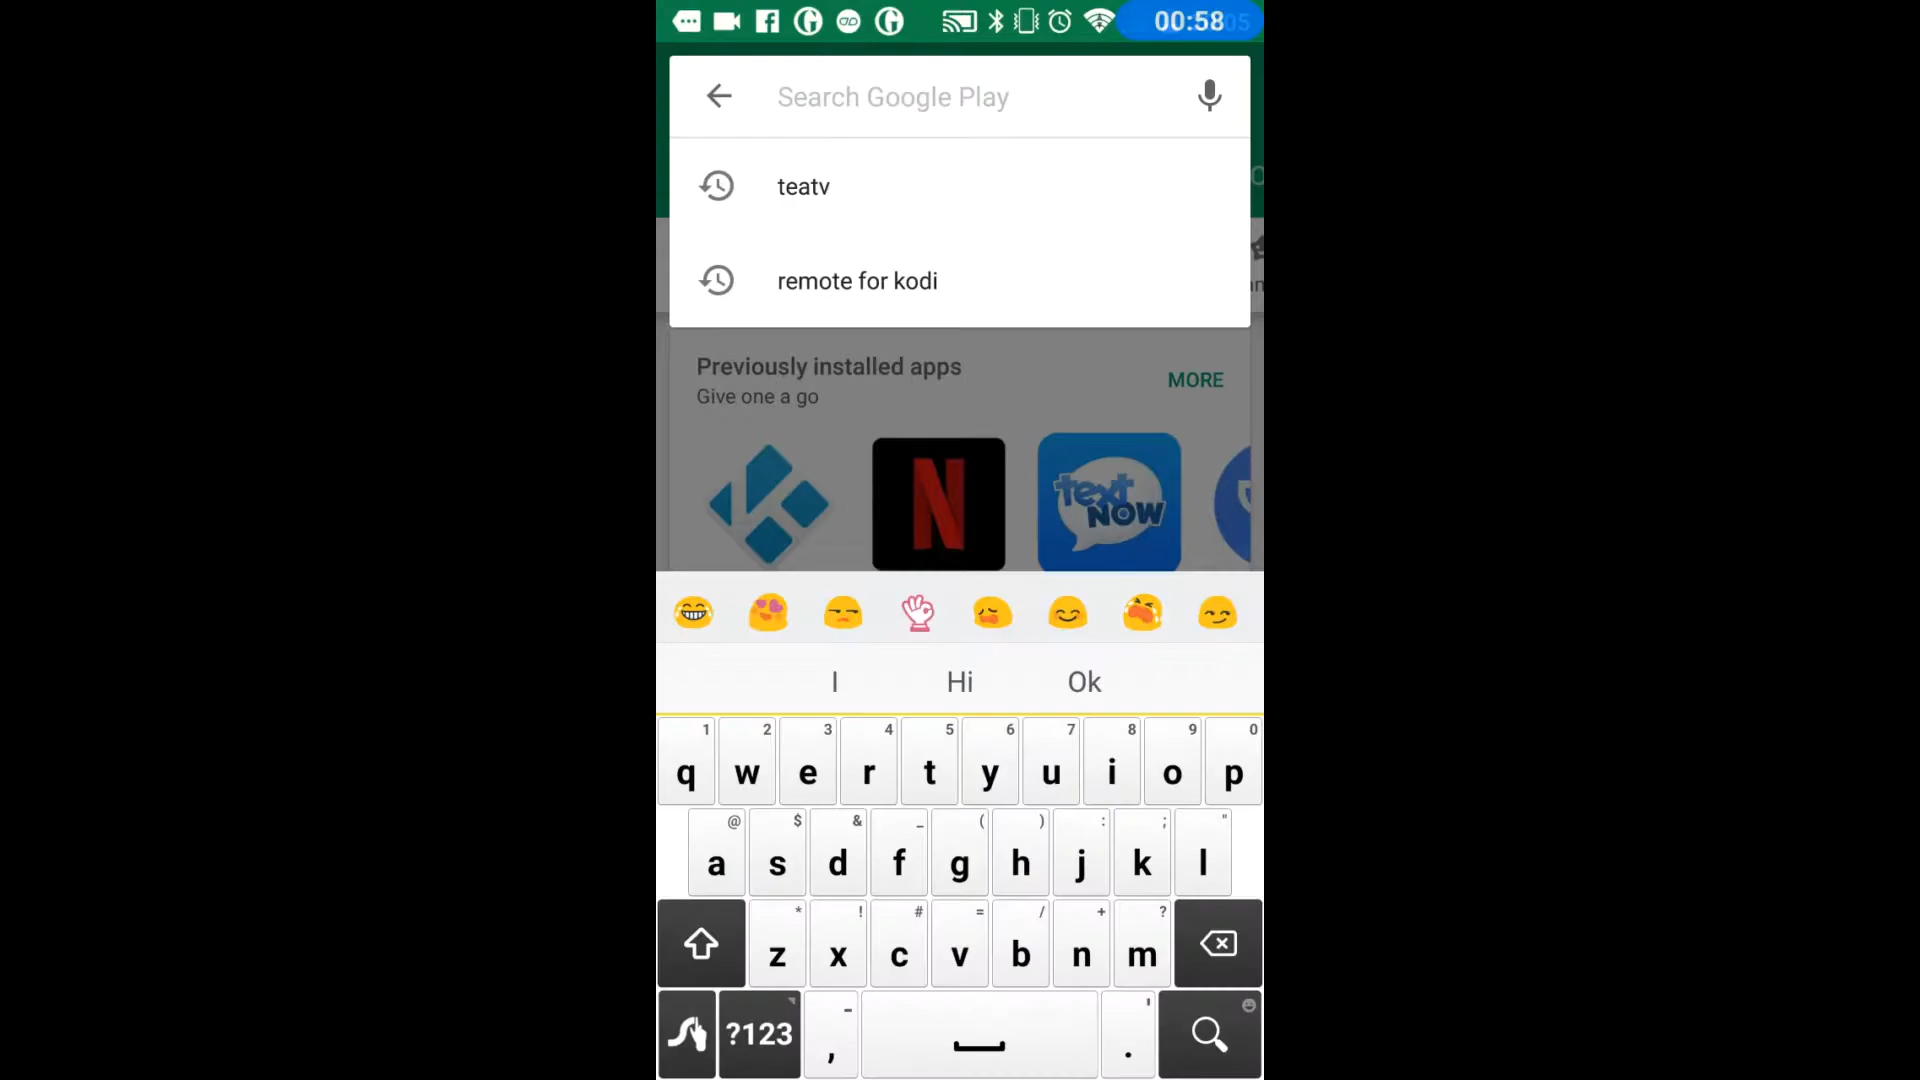 00:58 05
Search Google Play
teatv
remote for kodi
Previously installed apps
MORE
Give one a go
N
text NOW
I Hi Ok
1 2 3 4 5 6 7 8 9 0
q w e r t y u i o p
@ $ & _ ( ) : ; "
a s d f g h j k l
* ! # = / + ?
z x c v b n m
?123 - , ' .